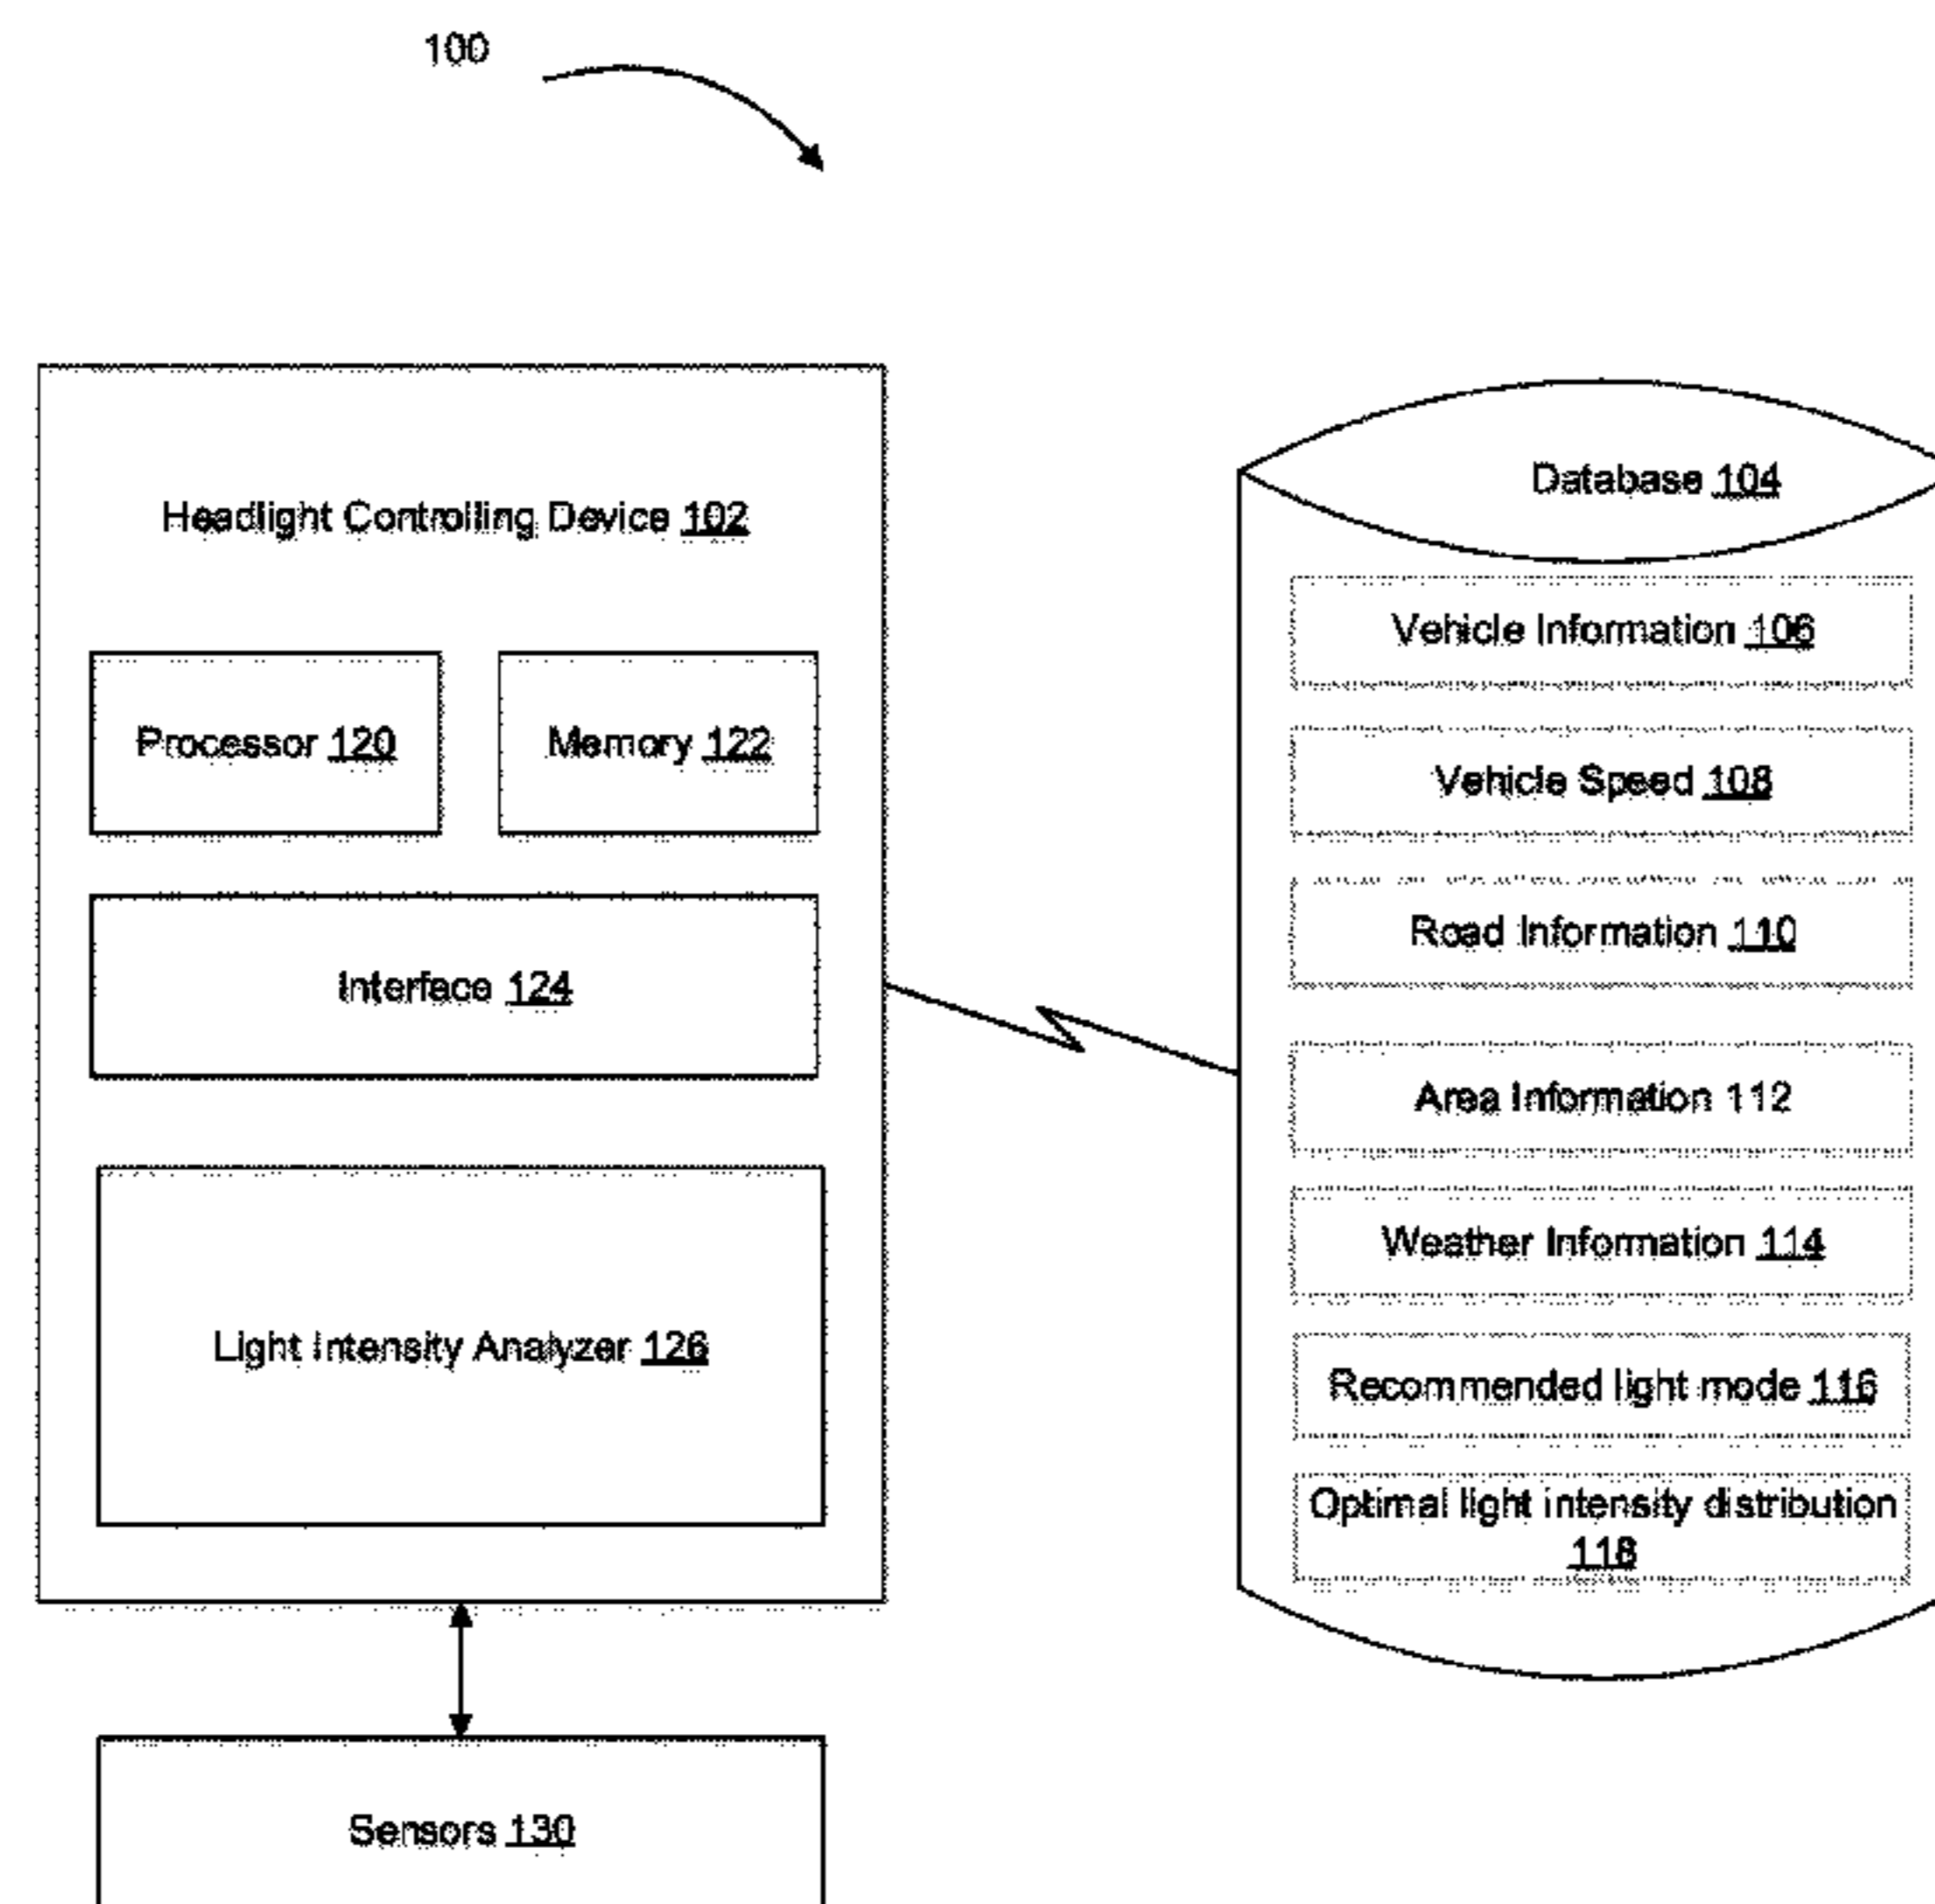 100
Headlight Controlling Device 102
Processor 120
Memory 122
Interface 124
Light Intensity Analyzer 126
Sensors 130
Database 104
Vehicle Information 106
Vehicle Speed 108
Road Information 110
Area Information 112
Weather Information 114
Recommended light mode 116
Optimal light intensity distribution
118